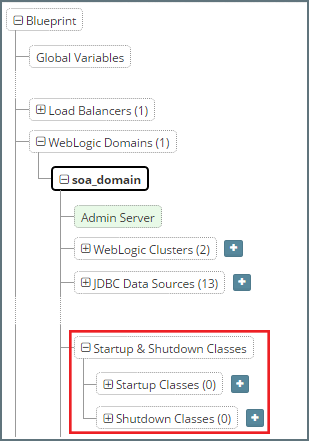 Blueprint
Global Variables
Load Balancers (1)
WebLogic Domains (1)
soa_domain
Admin Server
WebLogic Clusters (2)
JDBC Data Sources (13)
Startup & Shutdown Classes
Startup Classes (0)
Shutdown Classes (0)